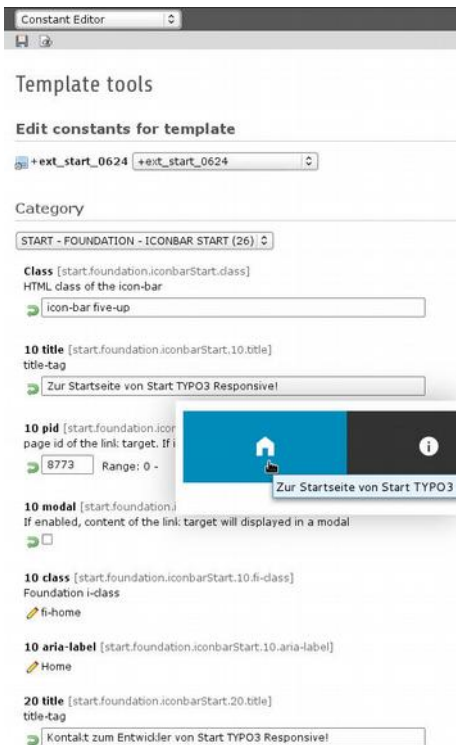 Constant Editor
Template tools
Edit constants for template
+ext_start_0624 +ext_start_0624
Category
START - FOUNDATION - ICONBAR START (26)
Class [start.foundation.iconbarStart.class]
HTML class of the icon-bar
icon-bar five-up
10 title [start.foundation.iconbarStart.10.title]
title-tag
Zur Startseite von Start TYPO3 Responsive!
10 pid [start.foundation.icon
page id of the link target. If i
8773 Range: 0 -
Zur Startseite von Start TYPO3
10 modal [start.foundation.i
If enabled, content of the link target will displayed in a modal
10 class [start.foundation.iconbarStart.10.fi-class]
Foundation i-class
fi-home
10 aria-label [start.foundation.iconbarStart.10.aria-label]
Home
20 title [start.foundation.iconbarStart.20.title]
title-tag
Kontakt zum Entwickler von Start TYPO3 Responsive!